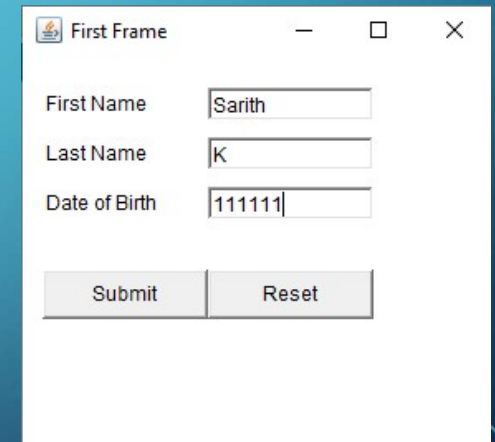 First Frame
First Name Sarith
Last Name K
Date of Birth 111111
Submit Reset